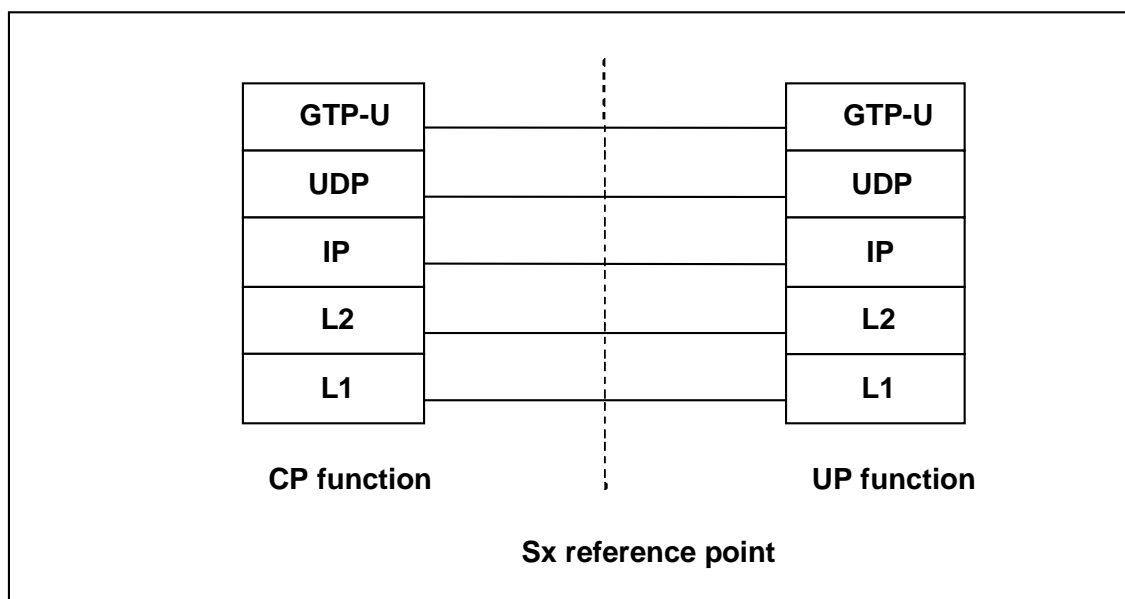 GTP-U GTP-U
UDP UDP
IP IP
L2 L2
L1 L1
CP function UP function
Sx reference point